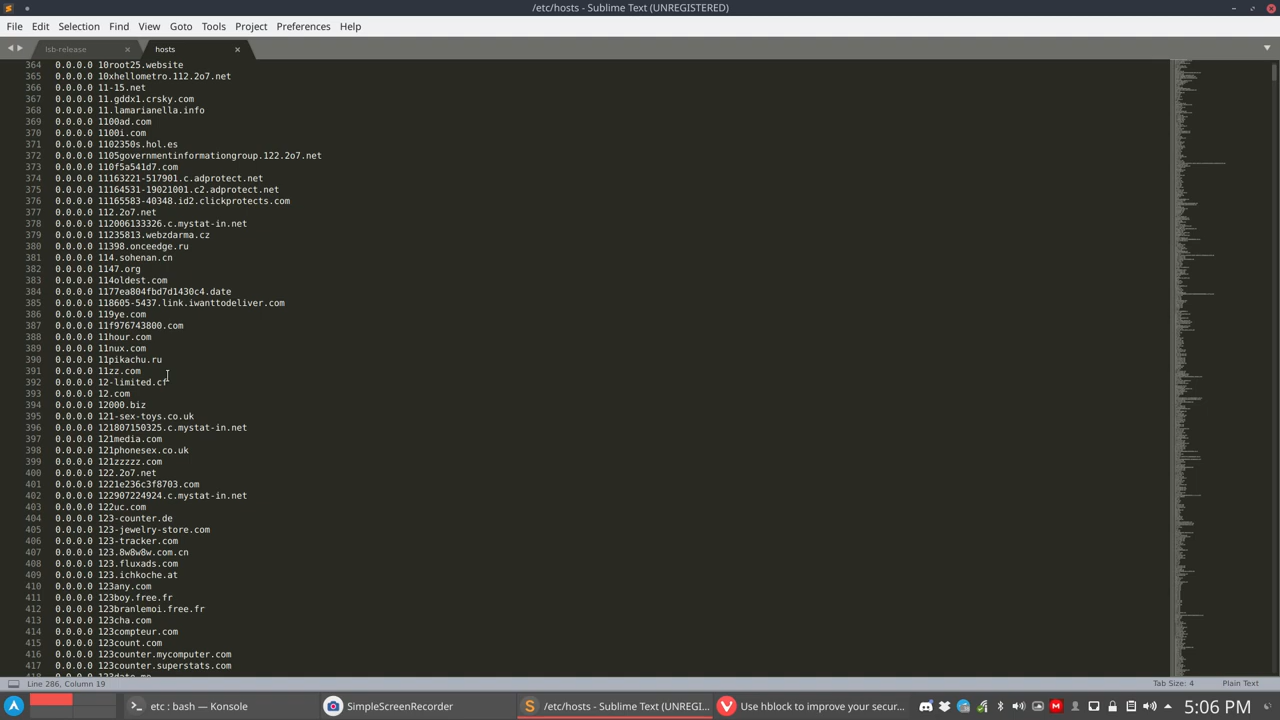 /etc/hosts - Sublime Text (UNREGISTERED)
File Edit Selection Find View Goto Tools Project Preferences Help
lsb-release hosts
364 0.0.0.0 10root25.website
365 0.0.0.0 10xhellometro.112.2o7.net
366 0.0.0.0 11-15.net
367 0.0.0.0 11.gddx1.crsky.com
368 0.0.0.0 11.lamarianella.info
369 0.0.0.0 1100ad.com
370 0.0.0.0 1100i.com
371 0.0.0.0 1102350s.hol.es
372 0.0.0.0 1105governmentinformationgroup.122.2o7.net
373 0.0.0.0 110f5a541d7.com
374 0.0.0.0 11163221-517901.c.adprotect.net
375 0.0.0.0 11164531-19021001.c2.adprotect.net
376 0.0.0.0 11165583-40348.id2.clickprotects.com
377 0.0.0.0 112.2o7.net
378 0.0.0.0 112006133326.c.mystat-in.net
379 0.0.0.0 11235813.webzdarma.cz
380 0.0.0.0 11398.onceedge.ru
381 0.0.0.0 114.sohenan.cn
382 0.0.0.0 1147.org
383 0.0.0.0 114oldest.com
384 0.0.0.0 1177ea804fbd7d1430c4.date
385 0.0.0.0 118605-5437.link.iwanttodeliver.com
386 0.0.0.0 119ye.com
387 0.0.0.0 11f976743800.com
388 0.0.0.0 11hour.com
389 0.0.0.0 11nux.com
390 0.0.0.0 11pikachu.ru
391 0.0.0.0 11zz.com
392 0.0.0.0 12-limited.cf
393 0.0.0.0 12.com
394 0.0.0.0 12000.biz
395 0.0.0.0 121-sex-toys.co.uk
396 0.0.0.0 121807150325.c.mystat-in.net
397 0.0.0.0 121media.com
398 0.0.0.0 121phonesex.co.uk
399 0.0.0.0 121zzzzz.com
400 0.0.0.0 122.2o7.net
401 0.0.0.0 1221e236c3f8703.com
402 0.0.0.0 122907224924.c.mystat-in.net
403 0.0.0.0 122uc.com
404 0.0.0.0 123-counter.de
405 0.0.0.0 123-jewelry-store.com
406 0.0.0.0 123-tracker.com
407 0.0.0.0 123.8w8w8w.com.cn
408 0.0.0.0 123.fluxads.com
409 0.0.0.0 123.ichkoche.at
410 0.0.0.0 123any.com
411 0.0.0.0 123boy.free.fr
412 0.0.0.0 123branlemoi.free.fr
413 0.0.0.0 123cha.com
414 0.0.0.0 123compteur.com
415 0.0.0.0 123count.com
416 0.0.0.0 123counter.mycomputer.com
417 0.0.0.0 123counter.superstats.com
Line 286, Column 19 Tab Size: 4 Plain Text
etc : bash — Konsole SimpleScreenRecorder /etc/hosts - Sublime Text (UNREGI... Use hblock to improve your secur... 5:06 PM